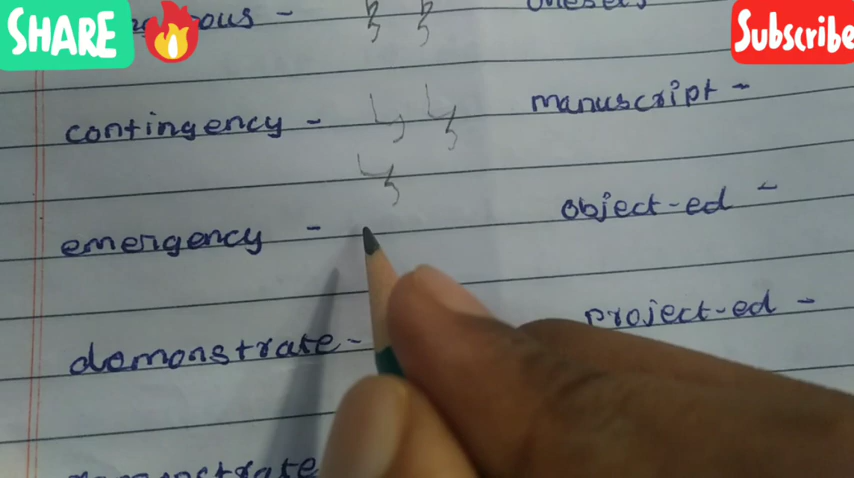 SHARE
Subscribe
contingency -
manuscript -
emergency -
object-ed -
project-ed -
demonstrate -